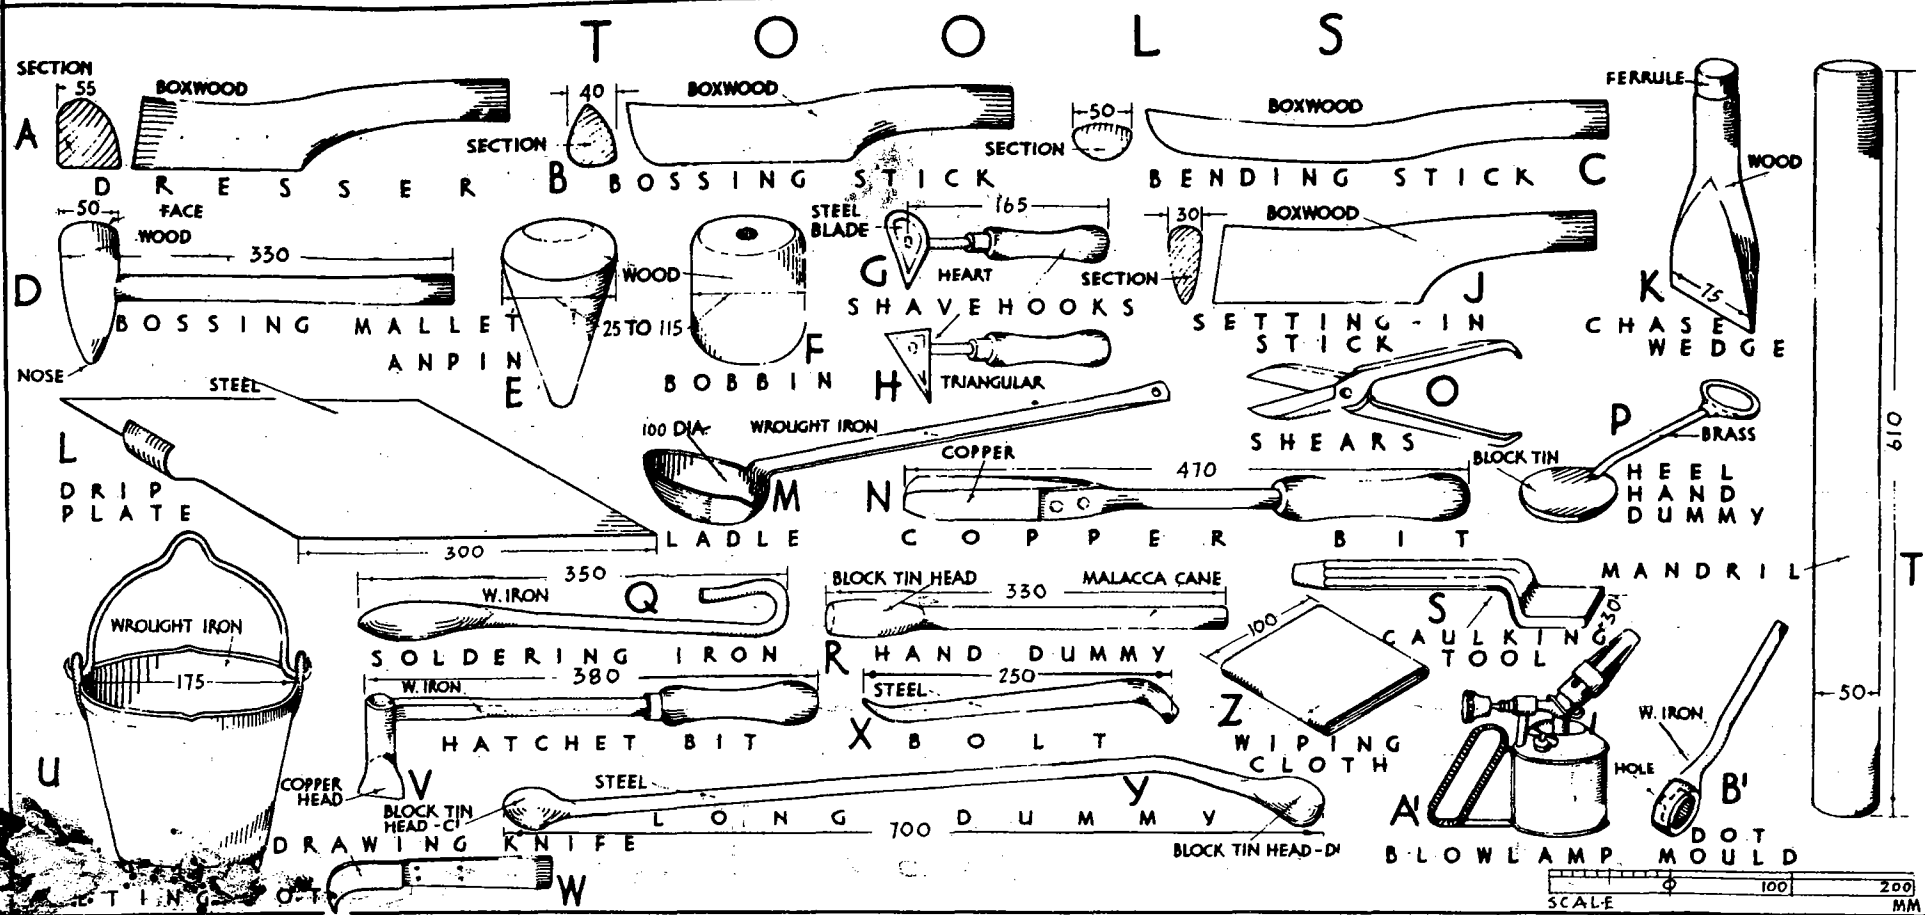 T O O L S
SECTION
55
BOXWOOD
A
DRESSER
40
BOXWOOD
SECTION
B
BOSSING STICK
50
BOXWOOD
SECTION
BENDING STICK
C
FERRULE
WOOD
75
K
CHASE
WEDGE
50
FACE
WOOD
330
D
BOSSING MALLET
NOSE
ANPIN
E
WOOD
25 TO 115
F
BOBBIN
STEEL
BLADE
165
G
HEART
SHAVEHOOKS
H
TRIANGULAR
30
BOXWOOD
SECTION
J
SETTING-IN
STICK
STEEL
L
DRIP
PLATE
300
100 DIA.
WROUGHT IRON
M
LADLE
COPPER
470
N
COPPER BIT
O
SHEARS
P
BRASS
BLOCK TIN
HEEL
HAND
DUMMY
610
MANDRIL
T
50
WROUGHT IRON
175
U
350
W. IRON
Q
SOLDERING IRON
BLOCK TIN HEAD
MALACCA CANE
330
R
HAND DUMMY
S
30
CAULKING
TOOL
100
Z
WIPING
CLOTH
380
W. IRON
HATCHET BIT
COPPER
HEAD
V
250
STEEL
X
BOLT
STEEL
Y
BLOCK TIN
HEAD-C'
LONG DUMMY
700
BLOCK TIN HEAD-D'
A'
BLOWLAMP
W. IRON
HOLE
B'
DOT
MOULD
DRAWING KNIFE
W
SCALE
0
100
200
MM